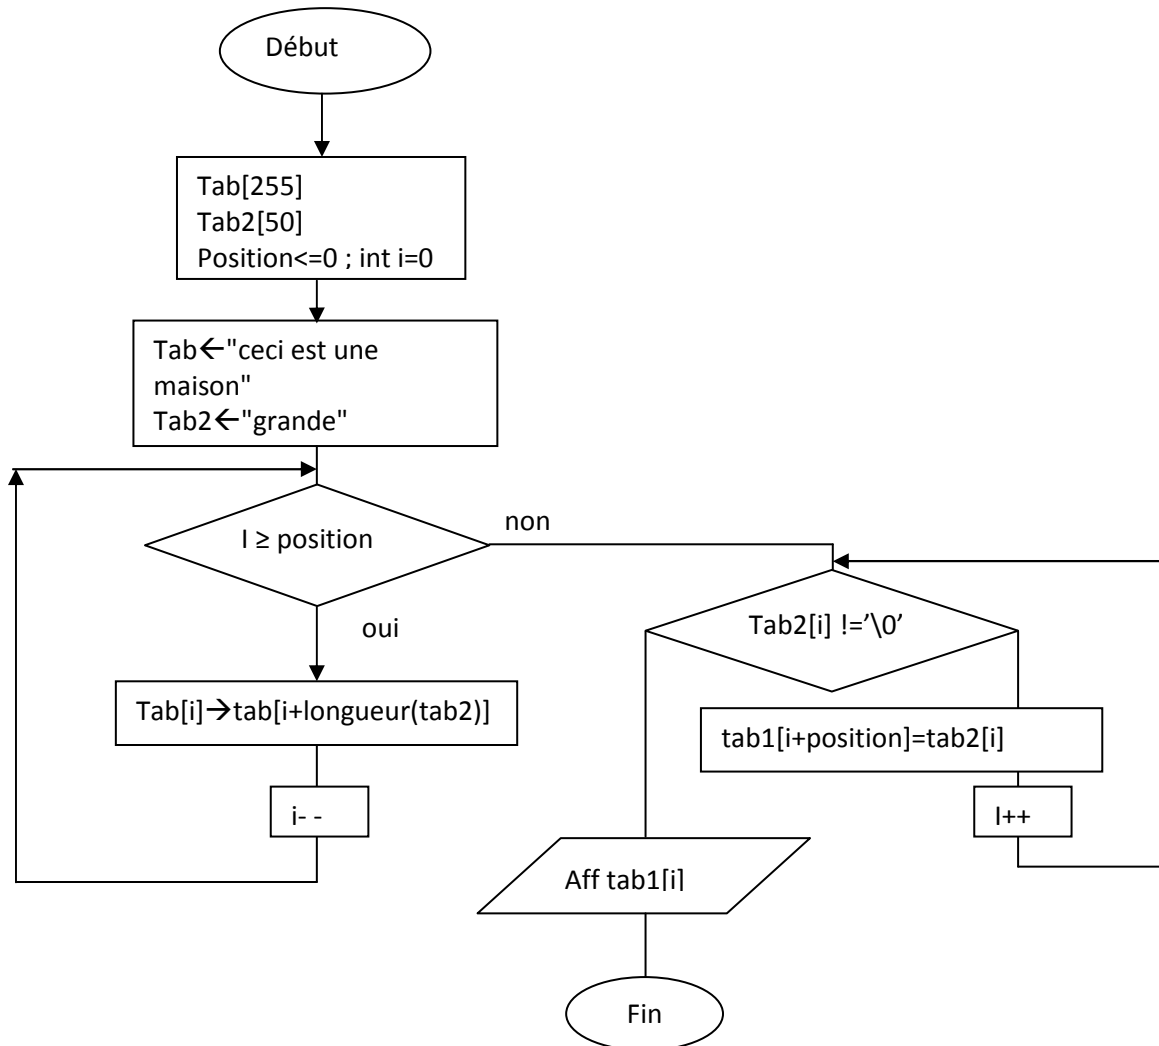 Début
Tab[255]
Tab2[50]
Position<=0 ; int i=0
Tab←"ceci est une
maison"
Tab2←"grande"
I ≥ position
non
oui
Tab[i]→tab[i+longueur(tab2)]
i- -
Tab2[i] !='\0’
tab1[i+position]=tab2[i]
I++
Aff tab1[i]
Fin